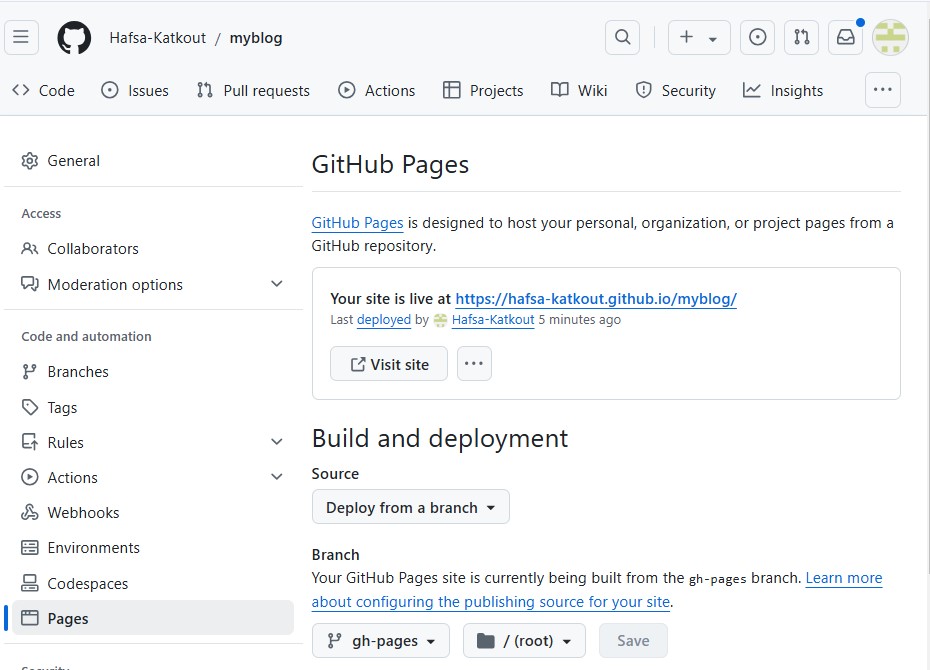 Hafsa-Katkout / myblog
Code Issues Pull requests Actions Projects Wiki Security Insights
General
Access
Collaborators
Moderation options
Code and automation
Branches
Tags
Rules
Actions
Webhooks
Environments
Codespaces
Pages
Security
GitHub Pages
GitHub Pages is designed to host your personal, organization, or project pages from a
GitHub repository.
Your site is live at https://hafsa-katkout.github.io/myblog/
Last deployed by Hafsa-Katkout 5 minutes ago
Visit site
Build and deployment
Source
Deploy from a branch
Branch
Your GitHub Pages site is currently being built from the gh-pages branch. Learn more
about configuring the publishing source for your site.
gh-pages / (root) Save